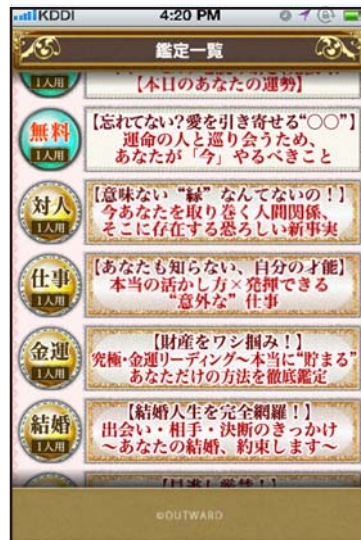 KDDI 4:20 PM
鑑定一覧
1人用
【本日のあなたの運勢】
無料
1人用
【忘れてない?愛を引き寄せる“○○”】
運命の人と巡り会うため、
あなたが「今」やるべきこと
対人
1人用
【意味ない“縁”なんてないの！】
今あなたを取り巻く人間関係、
そこに存在する恐ろしい新事実
仕事
1人用
【あなたも知らない、自分の才能】
本当の活かし方×発揮できる
“意外な”仕事
金運
1人用
【財産をワシ掴み！】
究極・金運リーディング～本当に“貯まる”
あなただけの方法を徹底鑑定
結婚
1人用
【結婚人生を完全網羅！】
出会い・相手・決断のきっかけ
～あなたの結婚、約束します～
©OUTWARD